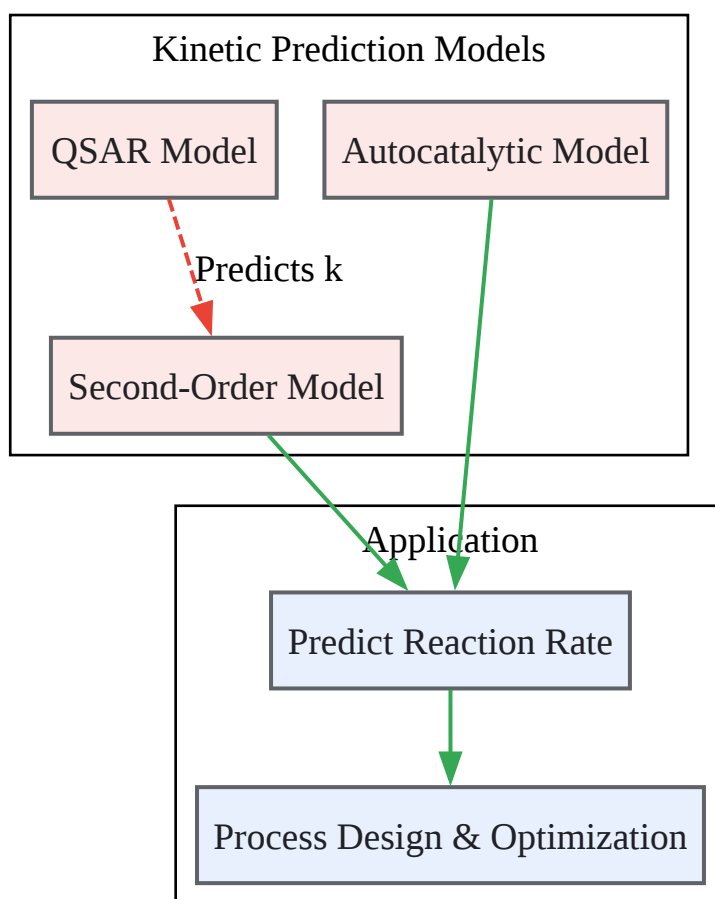 Kinetic Prediction Models
QSAR Model
Autocatalytic Model
Predicts k
Second-Order Model
Application
Predict Reaction Rate
Process Design & Optimization